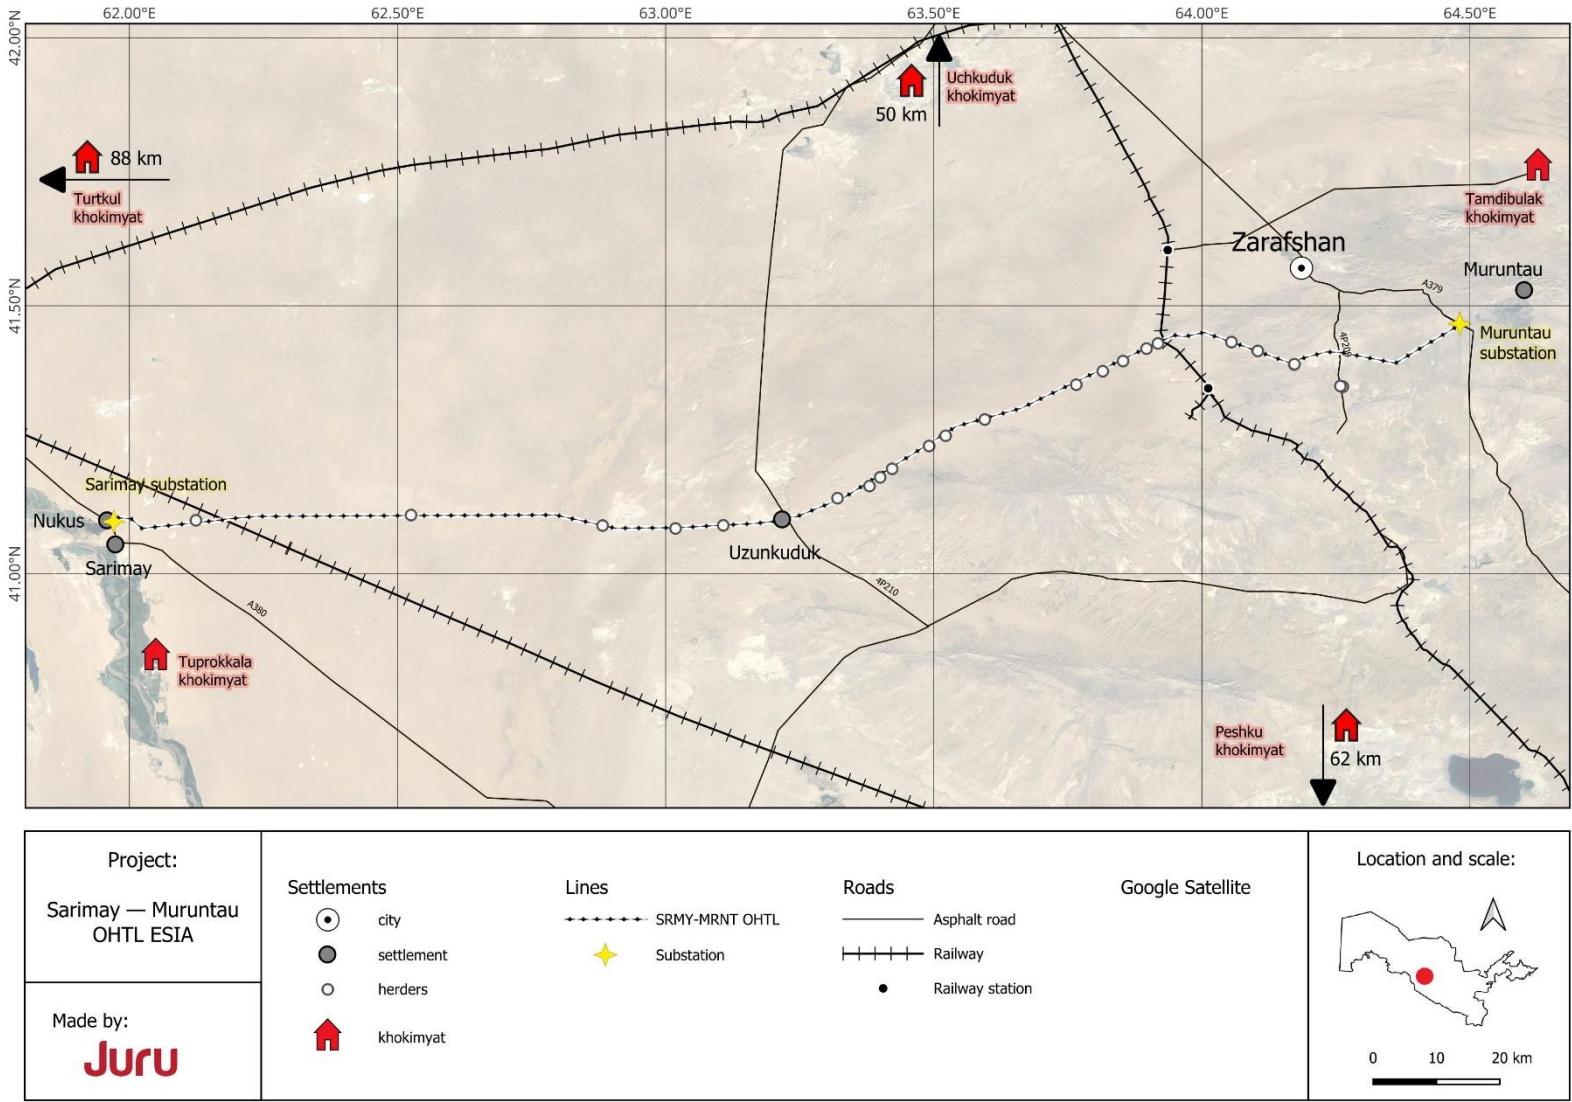 62.00°E
62.50°E
63.00°E
63.50°E
64.00°E
64.50°E
42.00°N
41.50°N
41.00°N
Uchkuduk
khokimyat
50 km
88 km
Turtkul
khokimyat
Tamdibulak
khokimyat
Zarafshan
Muruntau
A379
4P209
Muruntau
substation
Sarimay substation
Nukus
Sarimay
Uzunkuduk
4P210
A380
Tuprokkala
khokimyat
Peshku
khokimyat
62 km
Project:
Sarimay — Muruntau
OHTL ESIA
Made by:
Juru
Settlements
city
settlement
herders
khokimyat
Lines
SRMY-MRNT OHTL
Substation
Roads
Asphalt road
Railway
Railway station
Google Satellite
Location and scale:
0 10 20 km